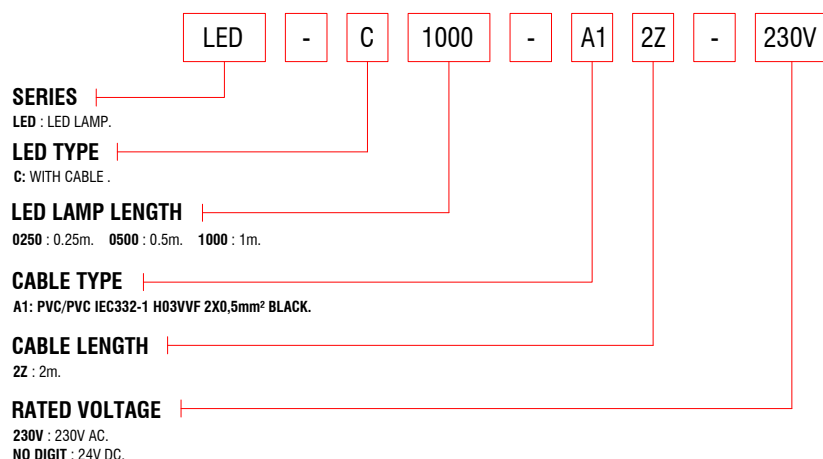 LED - C 1000 - A1 2Z - 230V
SERIES
LED : LED LAMP.
LED TYPE
C: WITH CABLE .
LED LAMP LENGTH
0250 : 0.25m. 0500 : 0.5m. 1000 : 1m.
CABLE TYPE
A1: PVC/PVC IEC332-1 H03VVF 2X0,5mm² BLACK.
CABLE LENGTH
2Z : 2m.
RATED VOLTAGE
230V : 230V AC.
NO DIGIT : 24V DC.